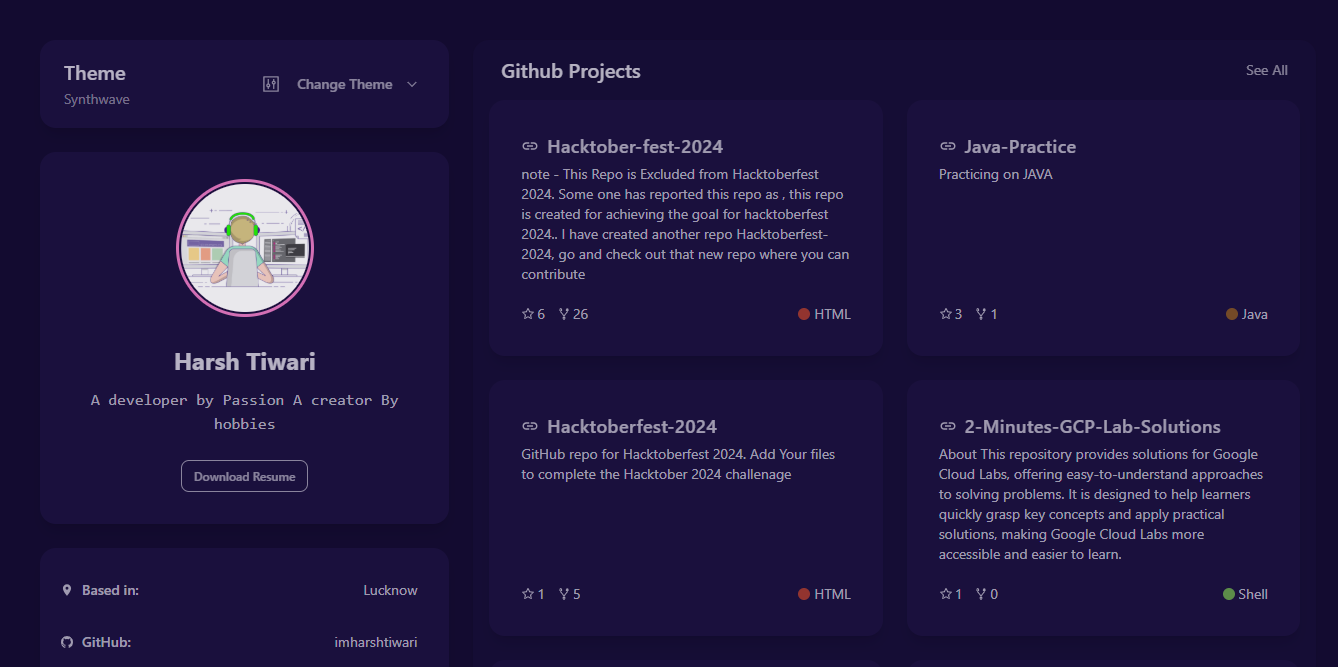 Theme
Synthwave
Change Theme
Harsh Tiwari
A developer by Passion A creator By
hobbies
Download Resume
Based in:
Lucknow
GitHub:
imharshtiwari
Github Projects
See All
Hacktober-fest-2024
note - This Repo is Excluded from Hacktoberfest
2024. Some one has reported this repo as , this repo
is created for achieving the goal for hacktoberfest
2024.. I have created another repo Hacktoberfest-
2024, go and check out that new repo where you can
contribute
6
26
HTML
Java-Practice
Practicing on JAVA
3
1
Java
Hacktoberfest-2024
GitHub repo for Hacktoberfest 2024. Add Your files
to complete the Hacktober 2024 challenage
1
5
HTML
2-Minutes-GCP-Lab-Solutions
About This repository provides solutions for Google
Cloud Labs, offering easy-to-understand approaches
to solving problems. It is designed to help learners
quickly grasp key concepts and apply practical
solutions, making Google Cloud Labs more
accessible and easier to learn.
1
0
Shell